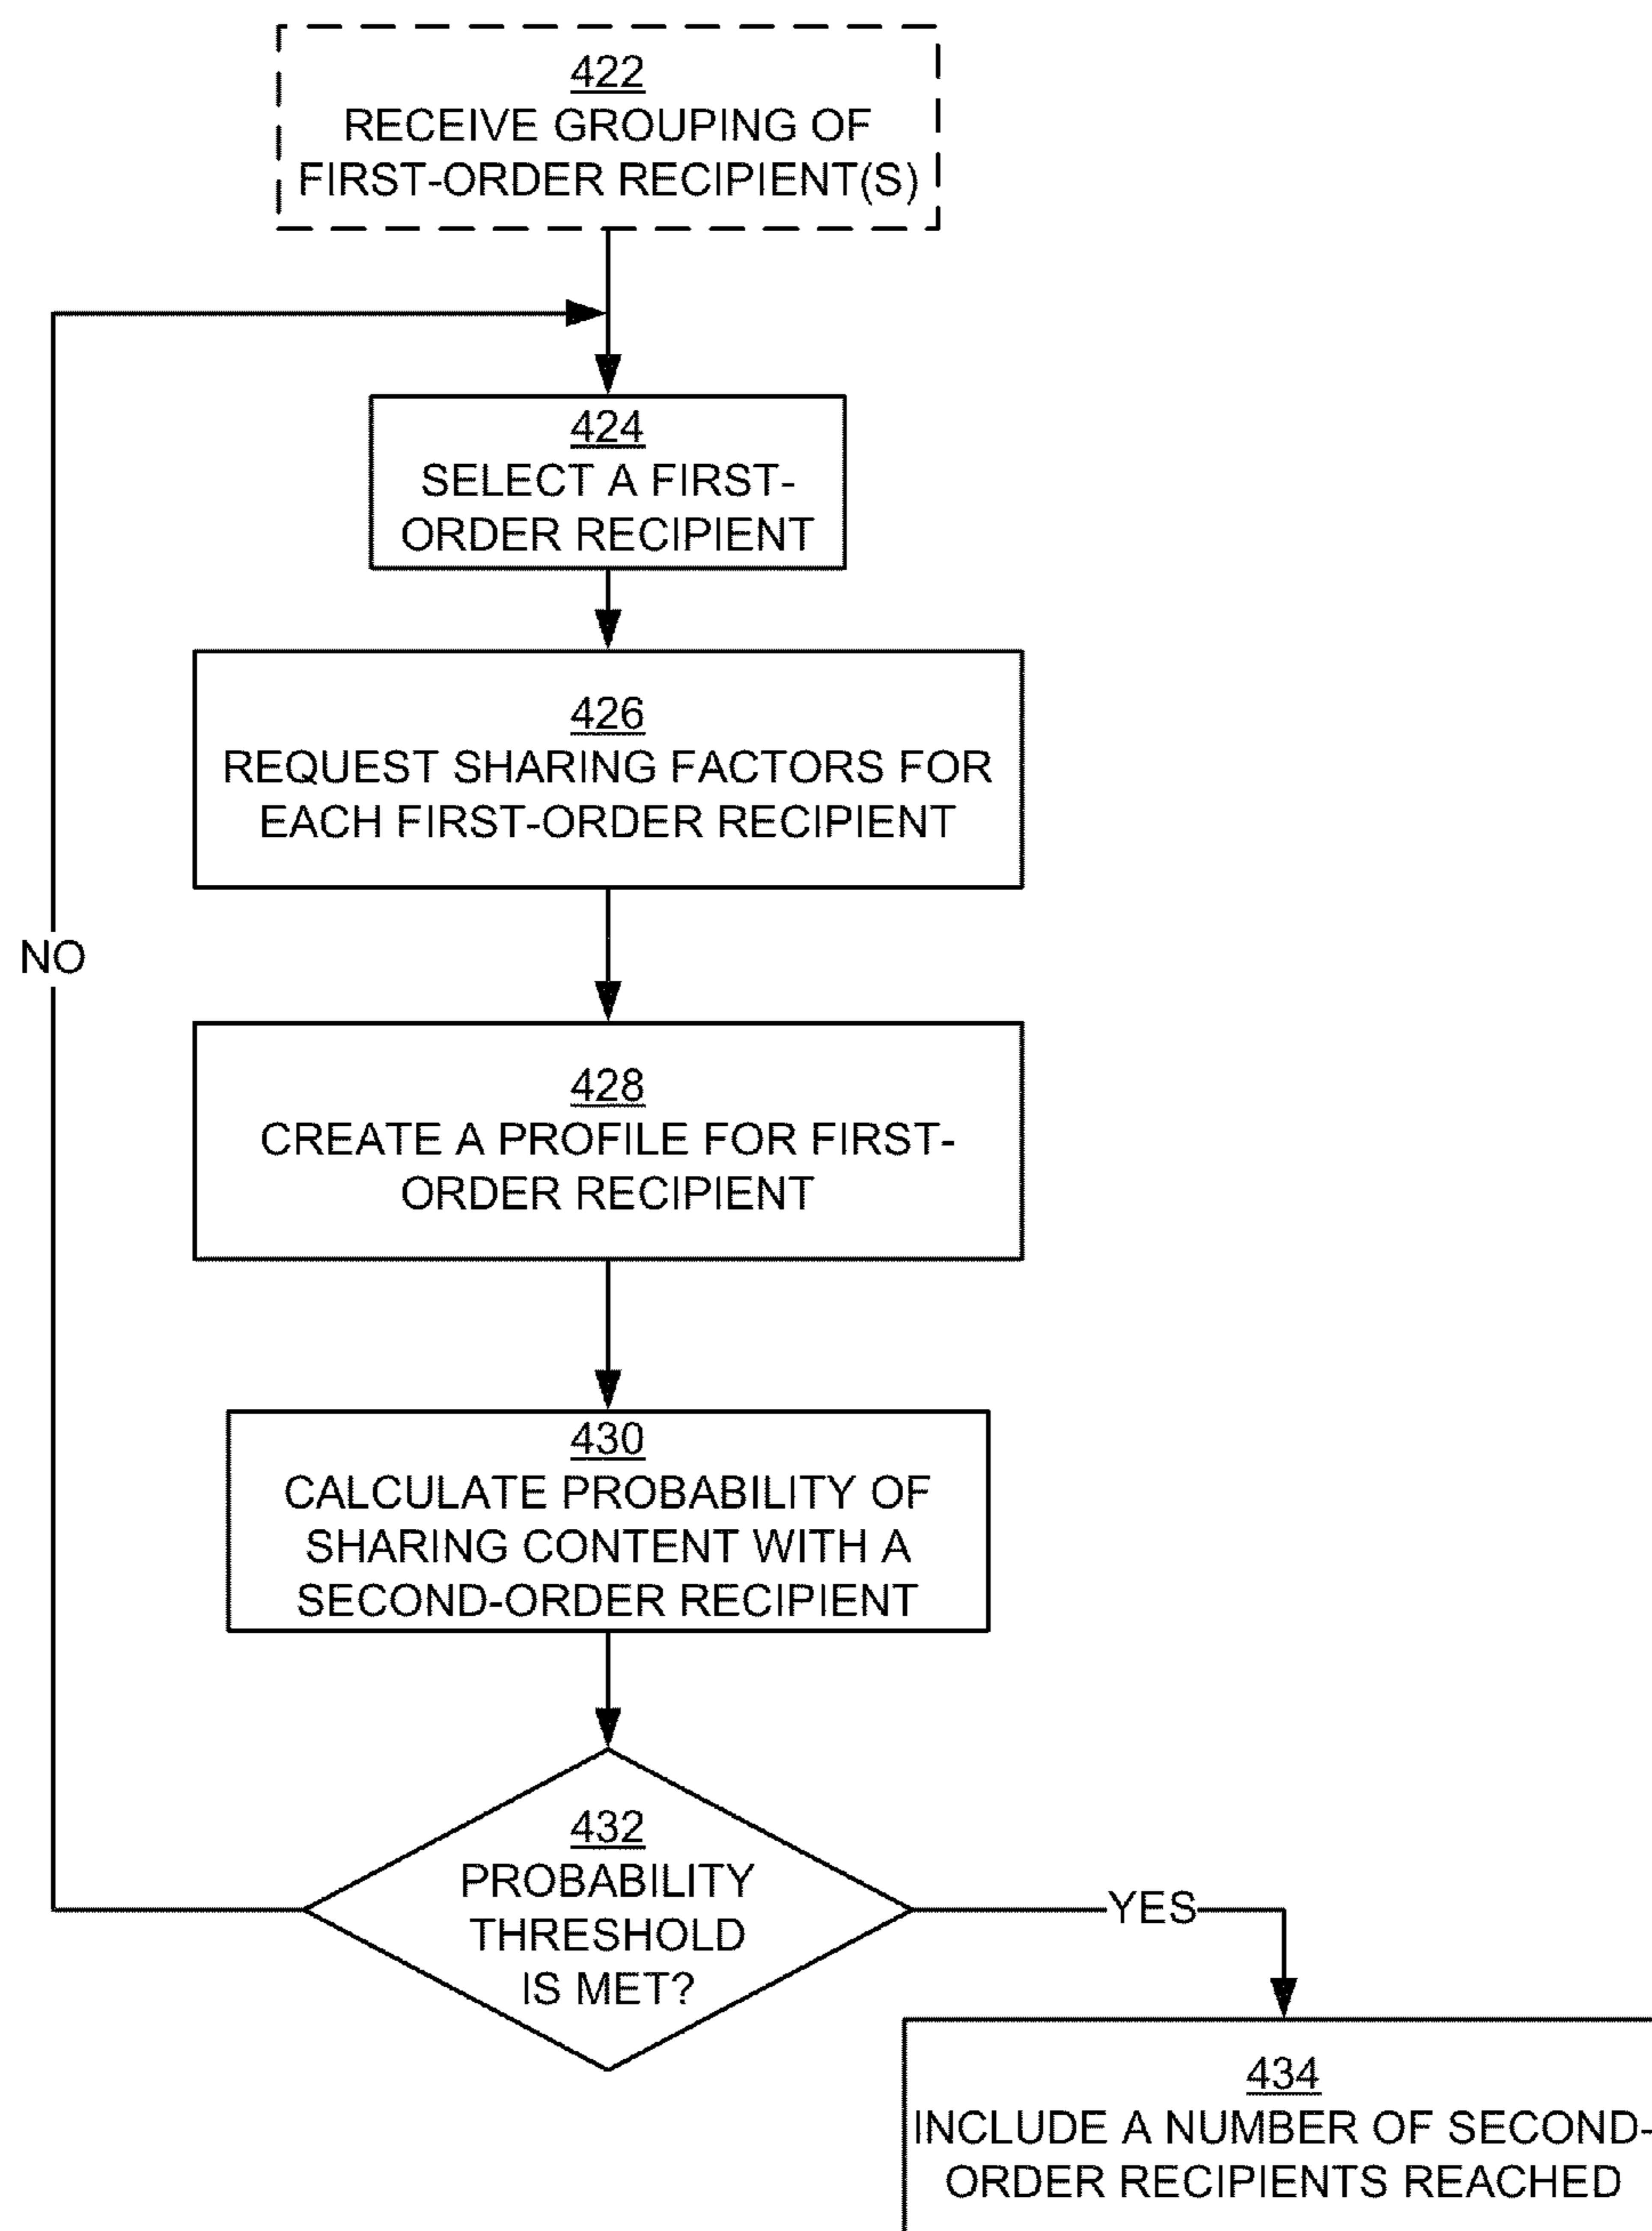 422
RECEIVE GROUPING OF
FIRST-ORDER RECIPIENT(S)
424
SELECT A FIRST-
ORDER RECIPIENT
426
REQUEST SHARING FACTORS FOR
EACH FIRST-ORDER RECIPIENT
NO
428
CREATE A PROFILE FOR FIRST-
ORDER RECIPIENT
430
CALCULATE PROBABILITY OF
SHARING CONTENT WITH A
SECOND-ORDER RECIPIENT
432
PROBABILITY
THRESHOLD
IS MET?
YES
434
INCLUDE A NUMBER OF SECOND-
ORDER RECIPIENTS REACHED